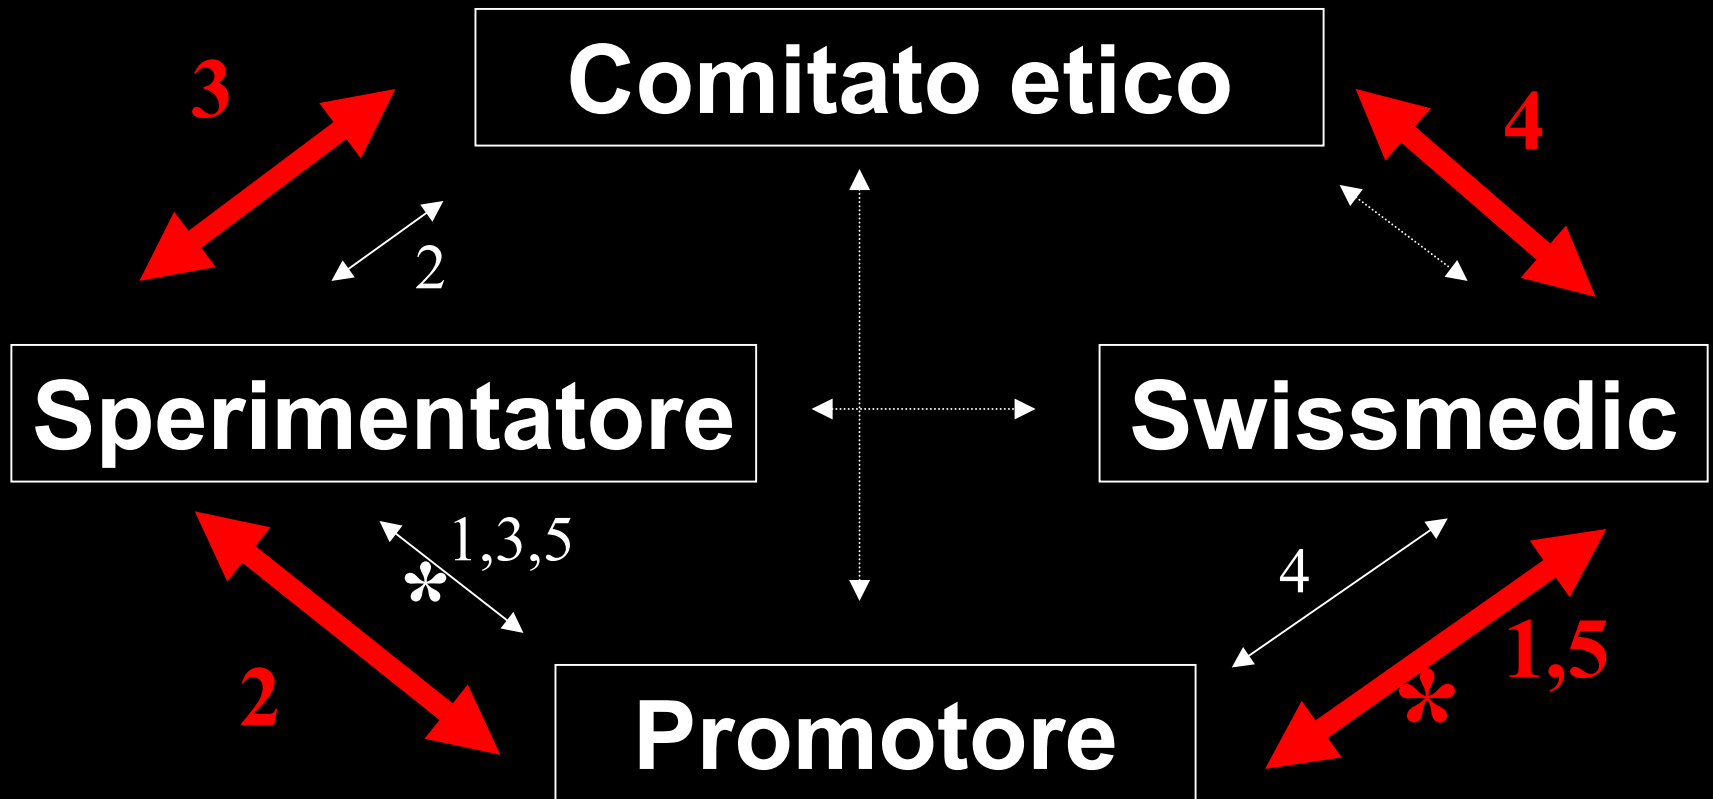 Comitato etico
3
4
2
Sperimentatore
Swissmedic
1,3,5
*
4
1,5
*
2
Promotore